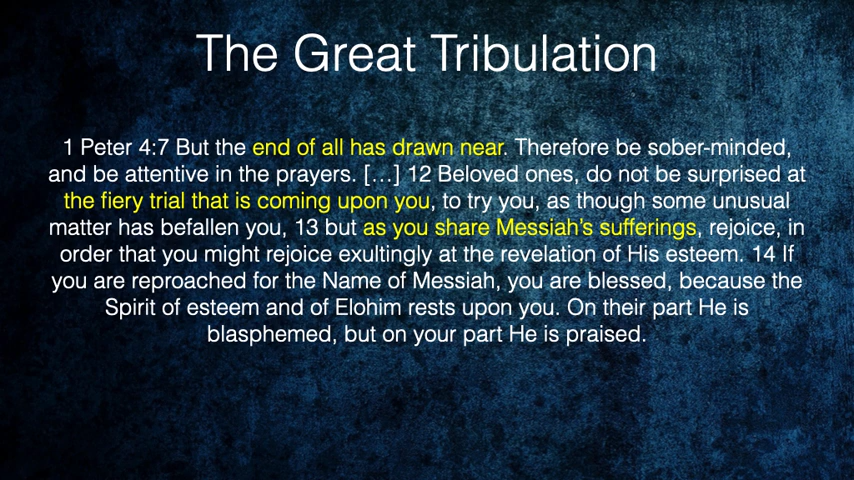 The Great Tribulation
1 Peter 4:7 But the end of all has drawn near. Therefore be sober-minded,
and be attentive in the prayers. […] 12 Beloved ones, do not be surprised at
the fiery trial that is coming upon you, to try you, as though some unusual
matter has befallen you, 13 but as you share Messiah’s sufferings, rejoice, in
order that you might rejoice exultingly at the revelation of His esteem. 14 If
you are reproached for the Name of Messiah, you are blessed, because the
Spirit of esteem and of Elohim rests upon you. On their part He is
blasphemed, but on your part He is praised.